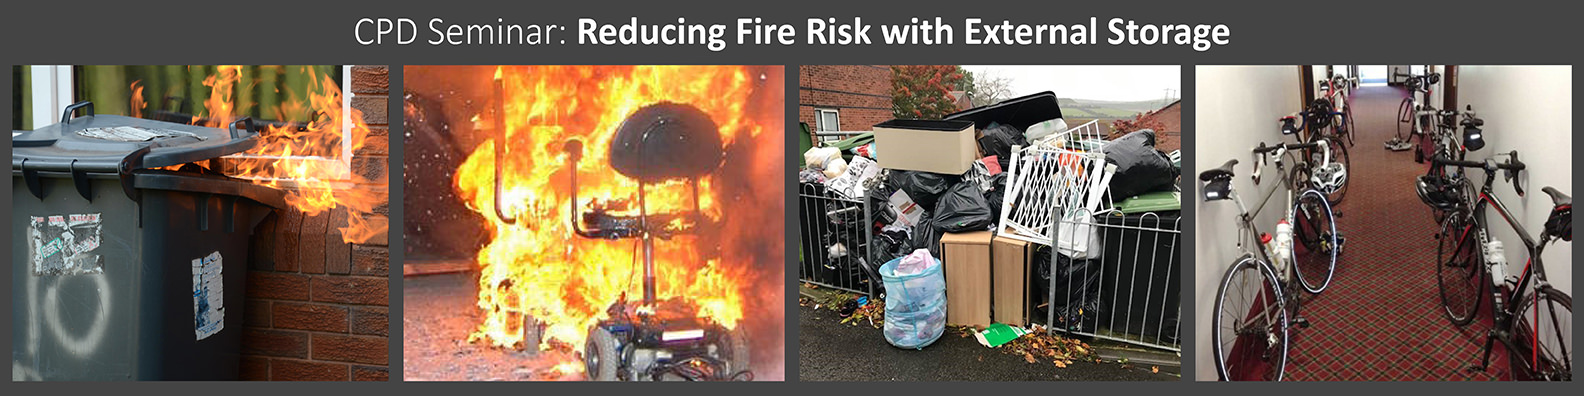 CPD Seminar: Reducing Fire Risk with External Storage